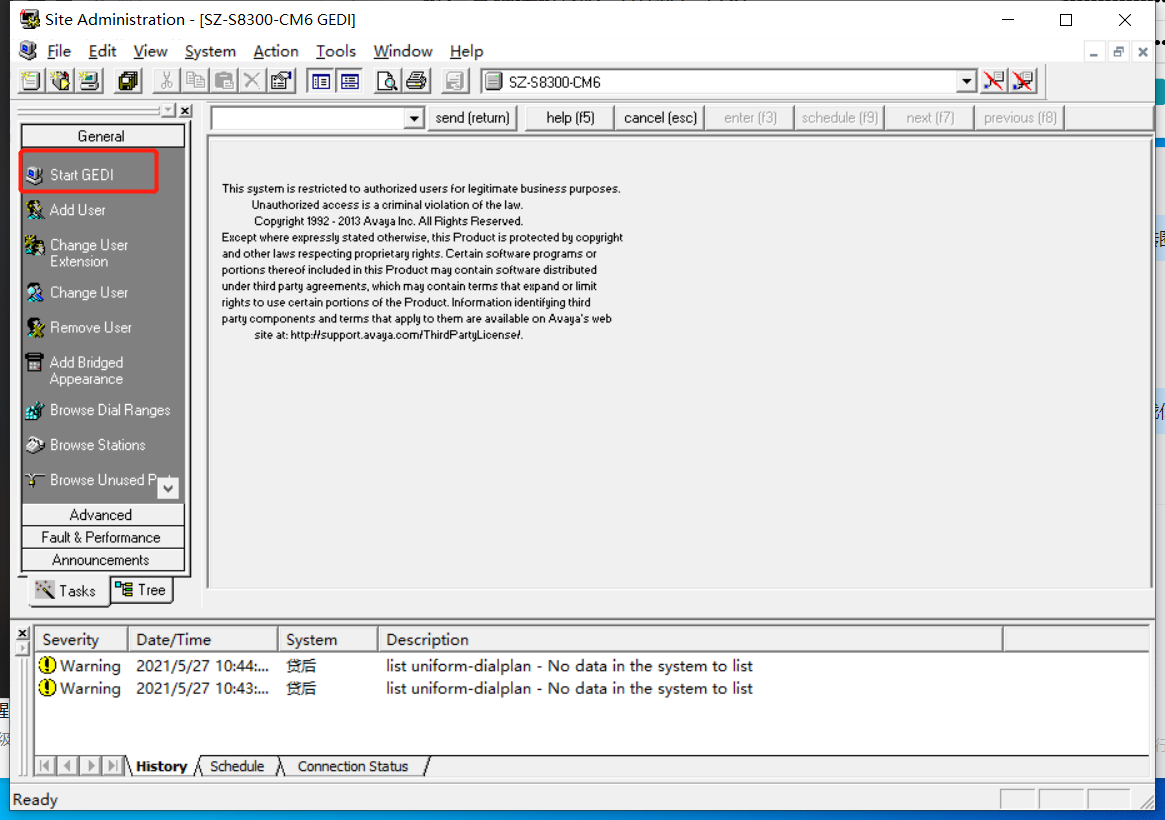 Site Administration - [SZ-S8300-CM6 GEDI]
File Edit View System Action Tools Window Help
SZ-S8300-CM6
General
send (return) help (f5) cancel (esc) enter (f3) schedule (f9) next (f7) previous (f8)
Start GEDI
Add User
Change User
Extension
Change User
Remove User
Add Bridged
Appearance
Browse Dial Ranges
Browse Stations
Browse Unused
Advanced
Fault & Performance
Announcements
Tasks Tree
This system is restricted to authorized users for legitimate business purposes.
Unauthorized access is a criminal violation of the law.
Copyright 1992 - 2013 Avaya Inc. All Rights Reserved.
Except where expressly stated otherwise, this Product is protected by copyright
and other laws respecting proprietary rights. Certain software programs or
portions thereof included in this Product may contain software distributed
under third party agreements, which may contain terms that expand or limit
rights to use certain portions of the Product. Information identifying third
party components and terms that apply to them are available on Avaya's web
site at: http://support.avaya.com/ThirdPartyLicense/.
Severity Date/Time System Description
Warning 2021/5/27 10:44:... 贷后 list uniform-dialplan - No data in the system to list
Warning 2021/5/27 10:43:... 贷后 list uniform-dialplan - No data in the system to list
History Schedule Connection Status
Ready